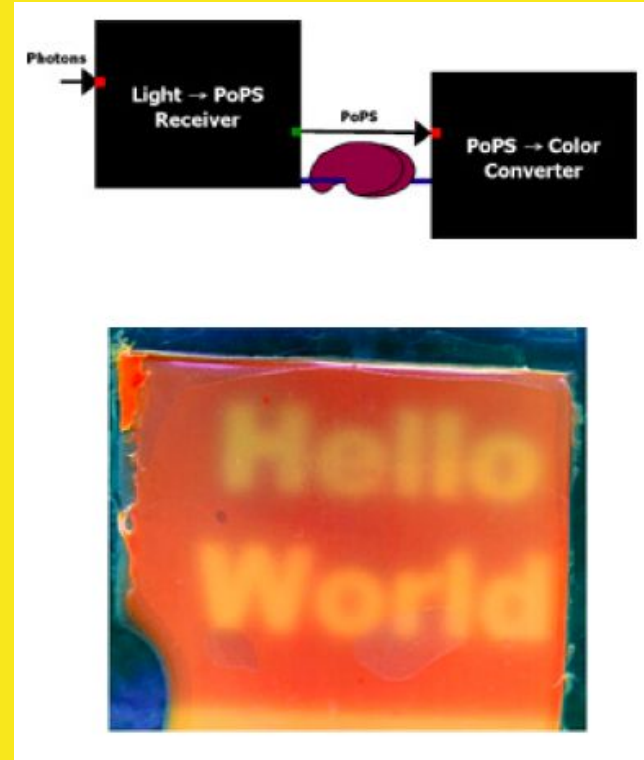 Photons
Light → PoPS
Receiver
PoPS
PoPS → Color
Converter
Hello
World